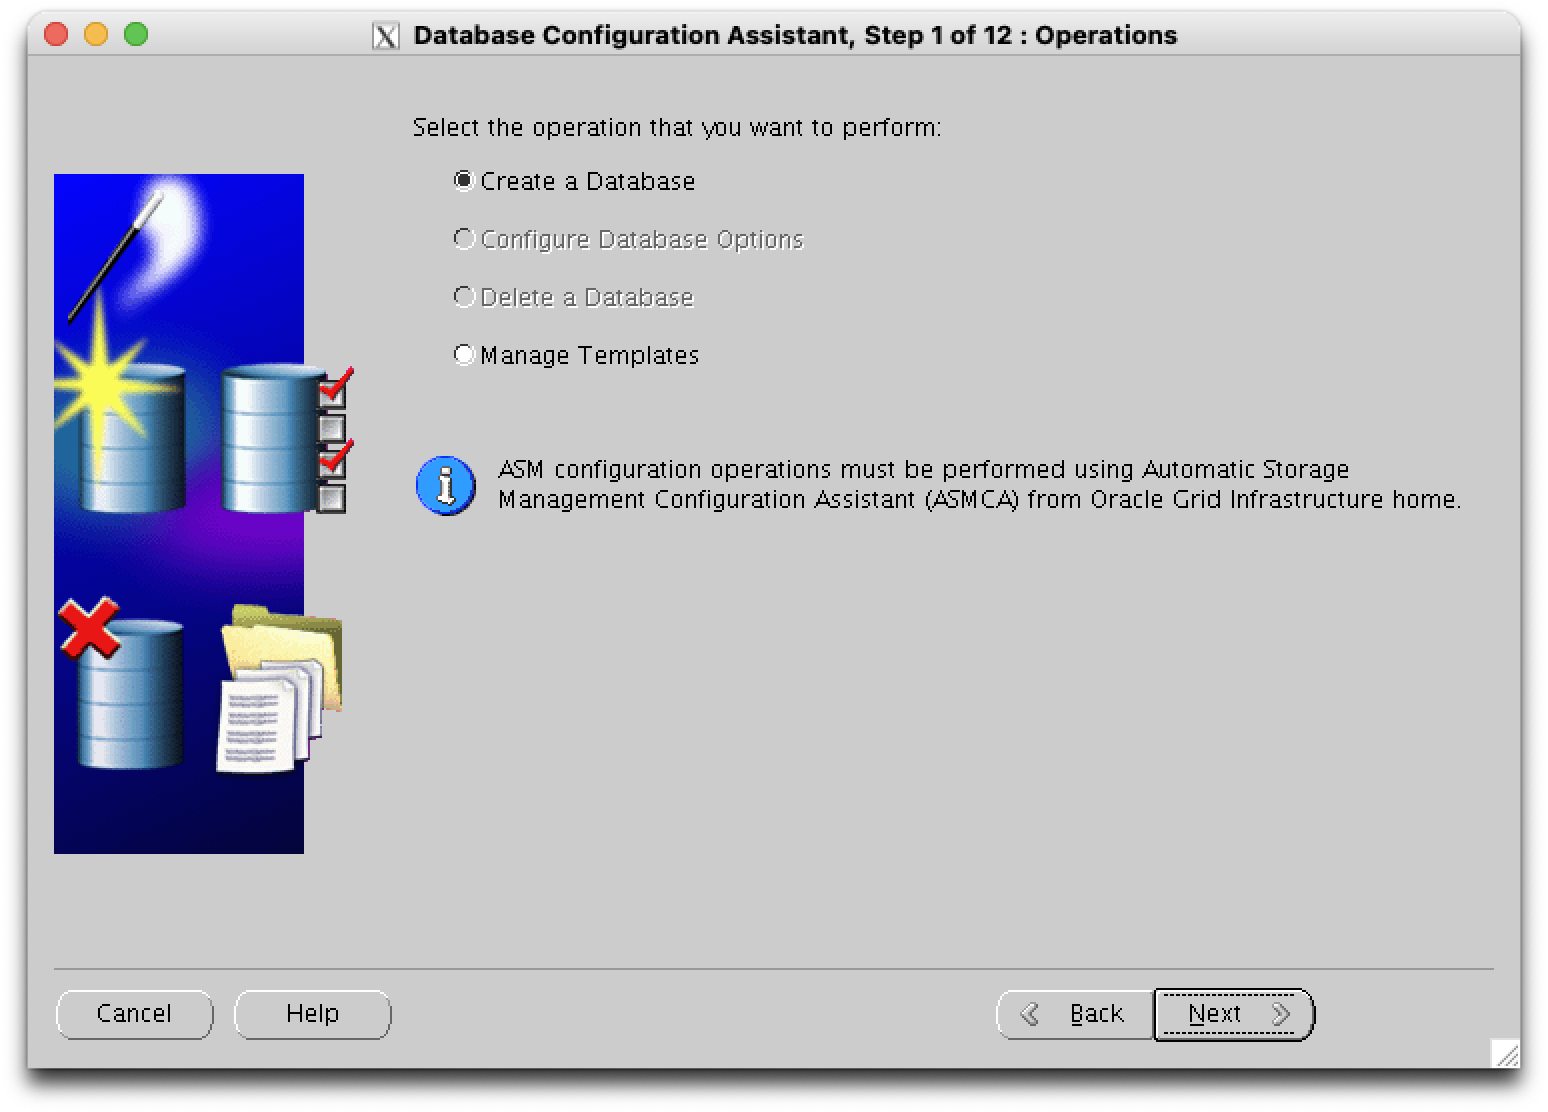 Database Configuration Assistant, Step 1 of 12 : Operations
Select the operation that you want to perform:
Create a Database
Configure Database Options
Delete a Database
Manage Templates
ASM configuration operations must be performed using Automatic Storage
Management Configuration Assistant (ASMCA) from Oracle Grid Infrastructure home.
Cancel
Help
Back
Next